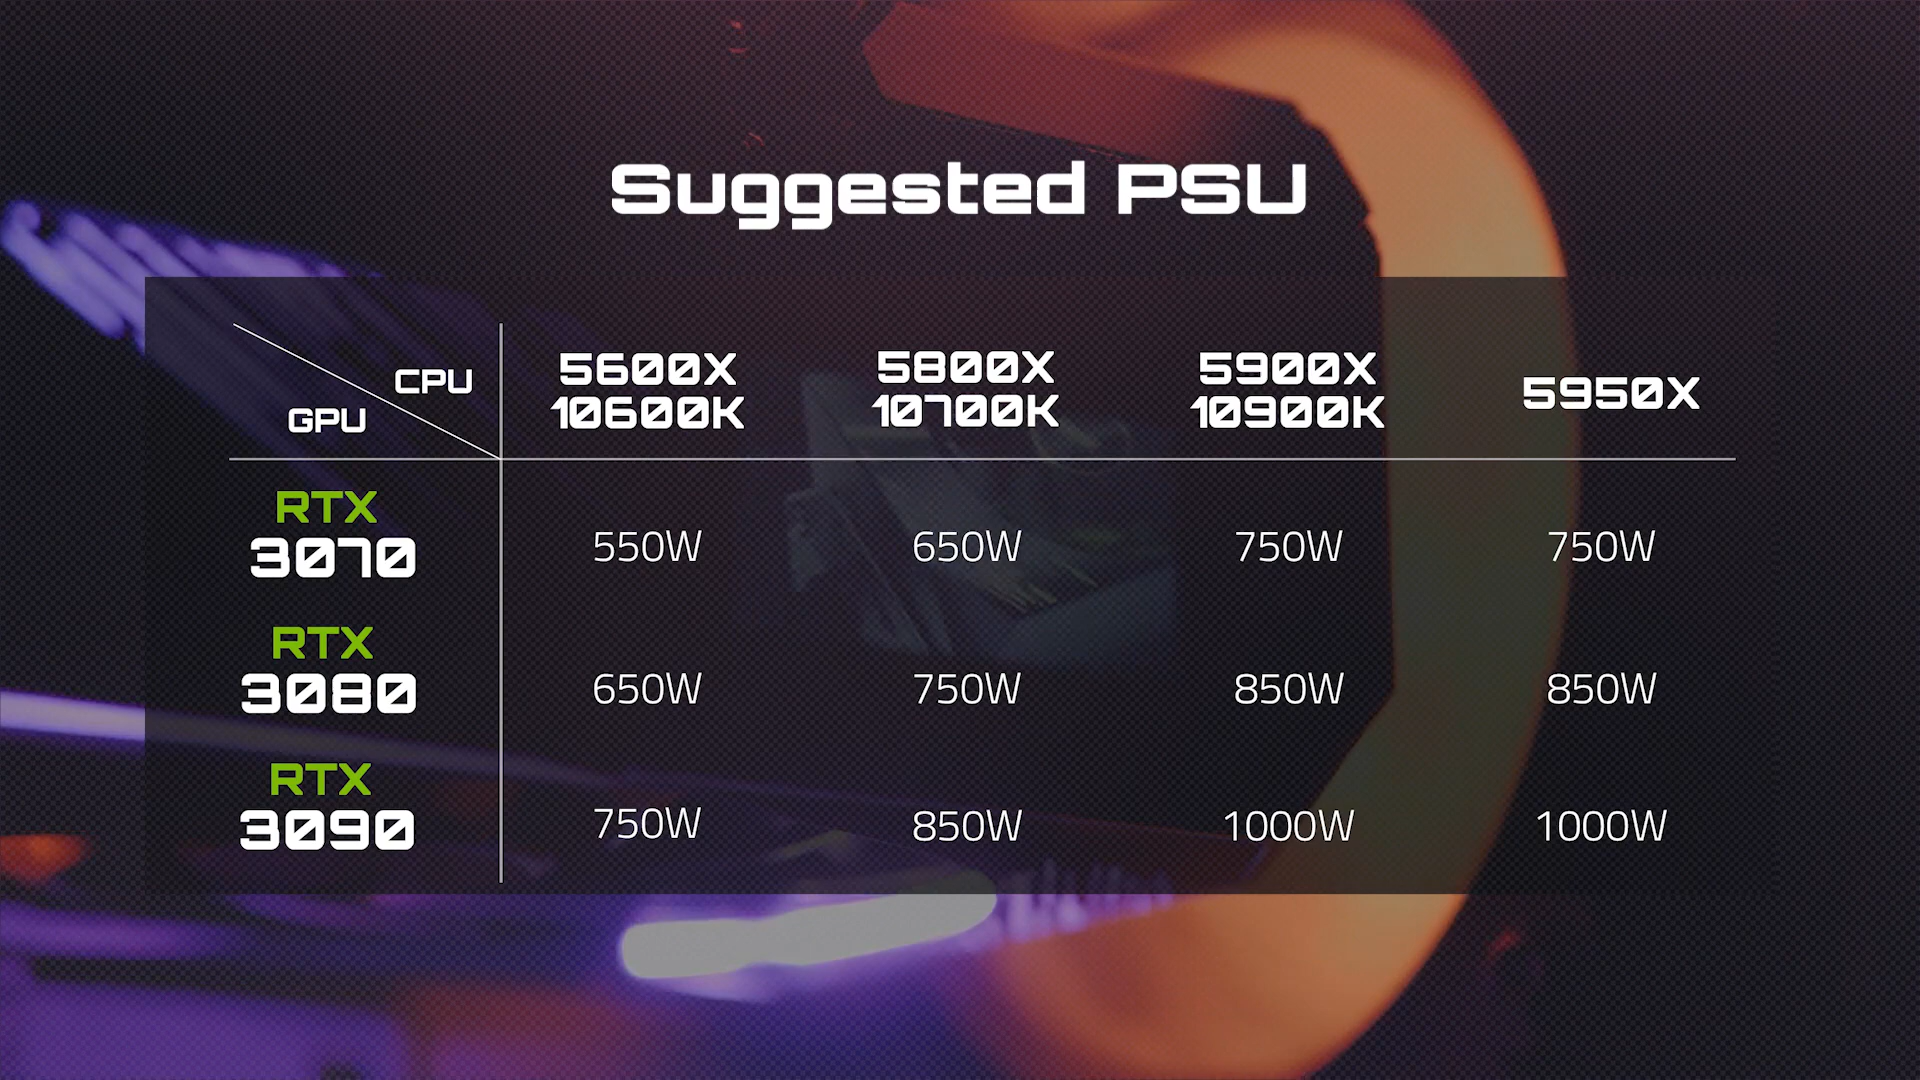 Suggested PSU
CPU
GPU
5600X
10600K
5800X
10700K
5900X
10900K
5950X
RTX
3070
550W
650W
750W
750W
RTX
3080
650W
750W
850W
850W
RTX
3090
750W
850W
1000W
1000W